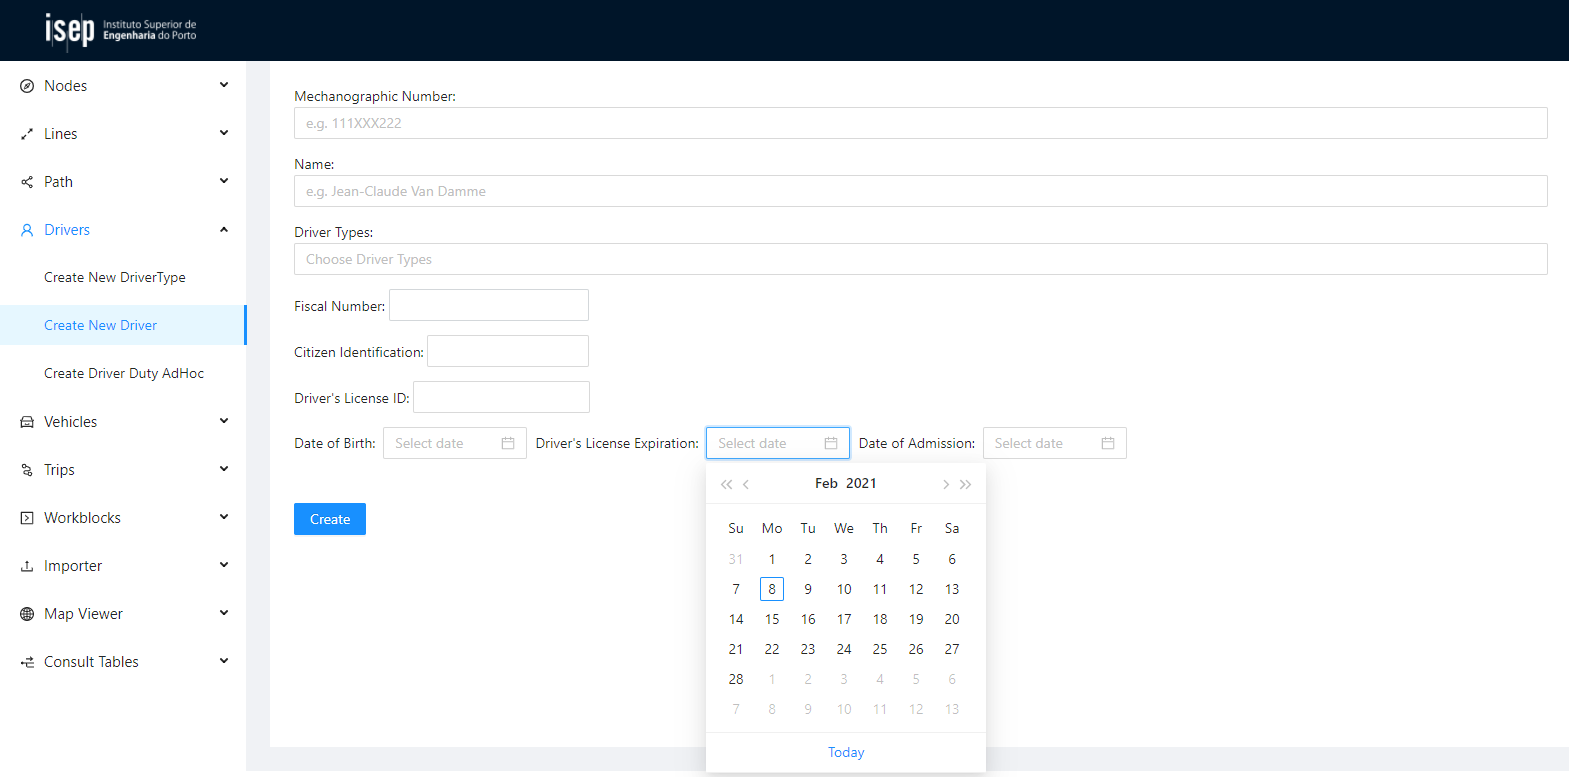 isep Instituto Superior de
Engenharia do Porto
Nodes
Lines
Path
Drivers
Create New DriverType
Create New Driver
Create Driver Duty AdHoc
Vehicles
Trips
Workblocks
Importer
Map Viewer
Consult Tables
Mechanographic Number:
e.g. 111XXX222
Name:
e.g. Jean-Claude Van Damme
Driver Types:
Choose Driver Types
Fiscal Number:
Citizen Identification:
Driver's License ID:
Date of Birth: Select date Driver's License Expiration: Select date Date of Admission: Select date
Create
Feb 2021
Su Mo Tu We Th Fr Sa
31 1 2 3 4 5 6
7 8 9 10 11 12 13
14 15 16 17 18 19 20
21 22 23 24 25 26 27
28 1 2 3 4 5 6
7 8 9 10 11 12 13
Today